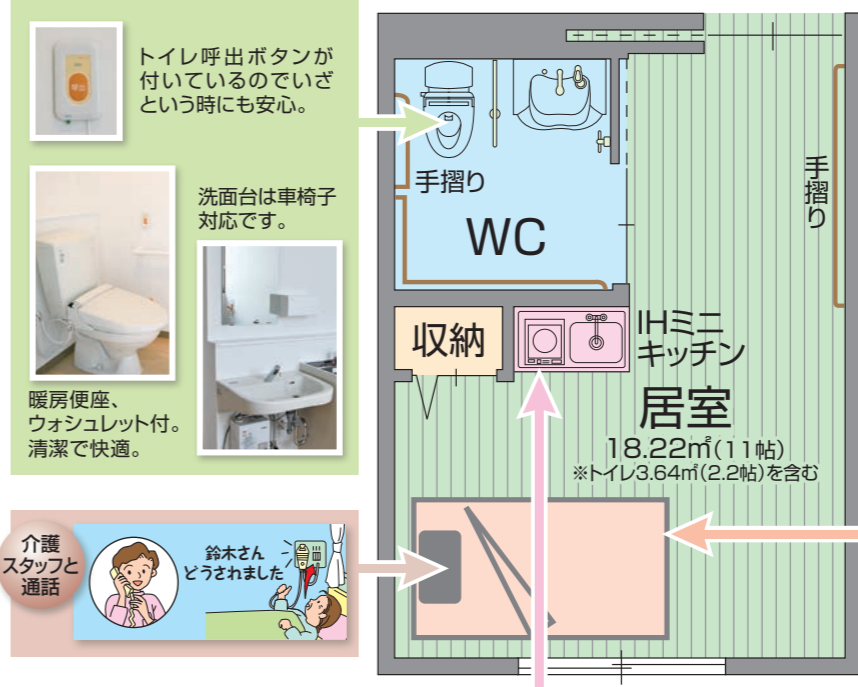 トイレ呼出ボタンが
付いているのでいざ
という時にも安心。
呼出
洗面台は車椅子
対応です。
暖房便座、
ウォシュレット付。
清潔で快適。
介護
スタッフと
通話
鈴木さん
どうされました
手摺り
WC
手摺り
収納
IHミニ
キッチン
居室
18.22㎡(11帖)
※トイレ3.64㎡(2.2帖)を含む